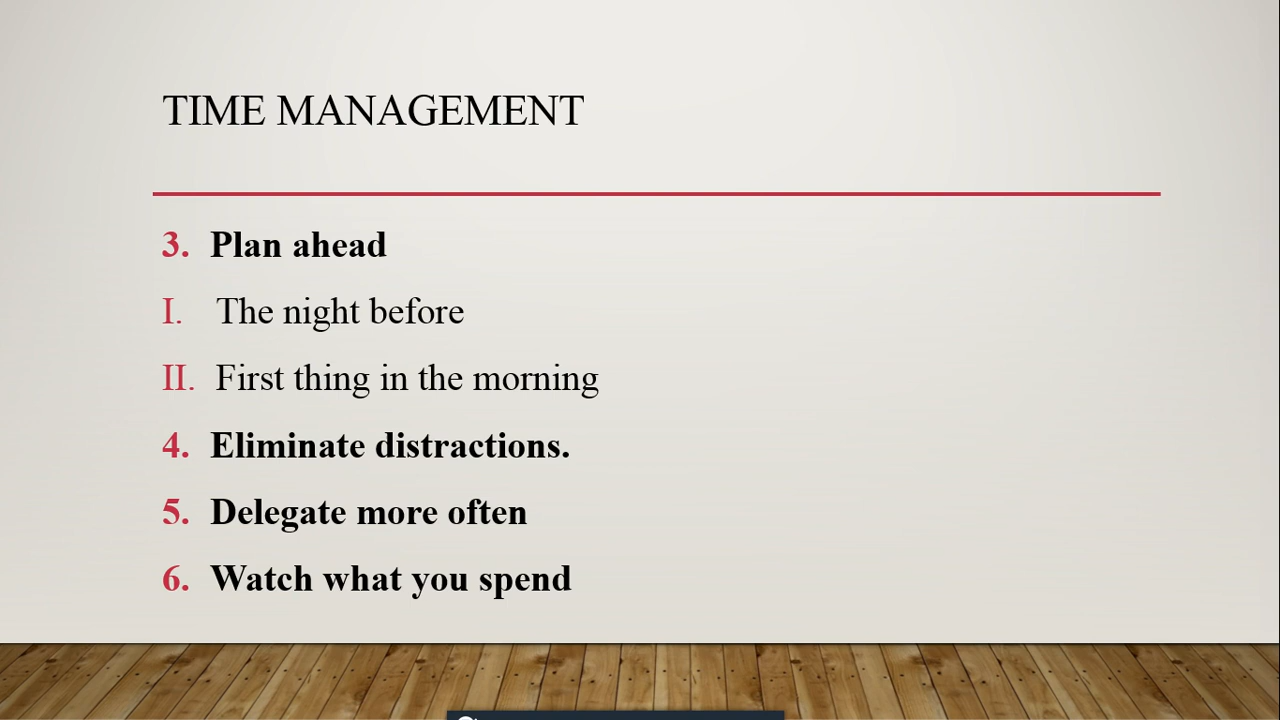 TIME MANAGEMENT
3. Plan ahead
I. The night before
II. First thing in the morning
4. Eliminate distractions.
5. Delegate more often
6. Watch what you spend